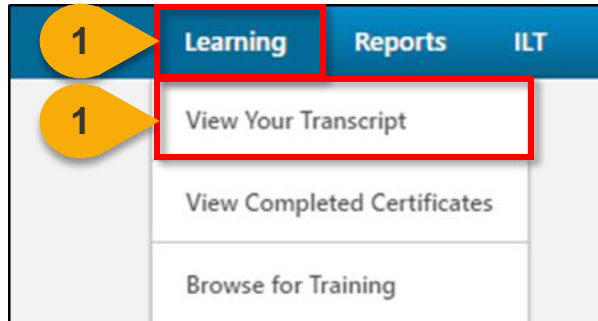 1 Learning Reports ILT
1 View Your Transcript
View Completed Certificates
Browse for Training